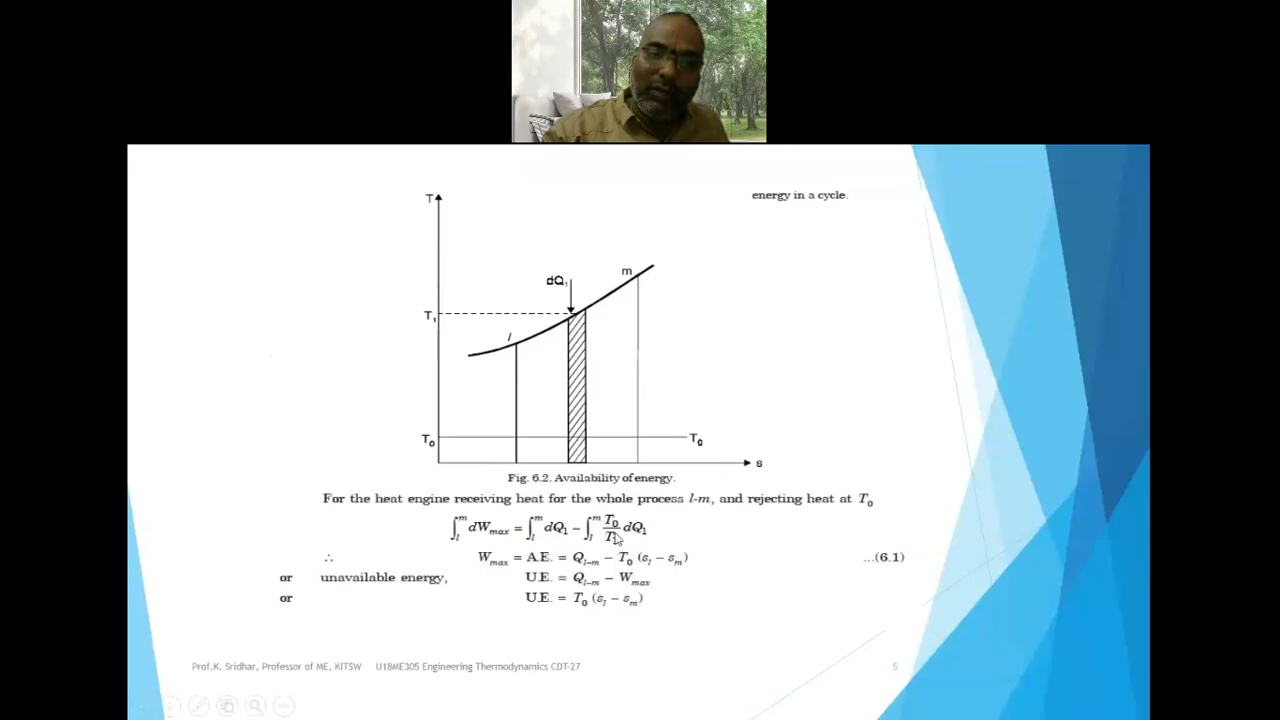 energy in a cycle.
T
dQ₁
m
T₁
l
T₀
T₀
s
Fig. 6.2. Availability of energy.
For the heat engine receiving heat for the whole process l-m, and rejecting heat at T₀
∫ₗᵐ dWₘₐₓ = ∫ₗᵐ dQ₁ − ∫ₗᵐ T₀/T₁ dQ₁
∴ Wₘₐₓ = A.E. = Qₗ₋ₘ − T₀ (sₗ − sₘ) ...(6.1)
or unavailable energy, U.E. = Qₗ₋ₘ − Wₘₐₓ
or U.E. = T₀ (sₗ − sₘ)
Prof.K. Sridhar, Professor of ME, KITSW U18ME305 Engineering Thermodynamics CDT-27 5